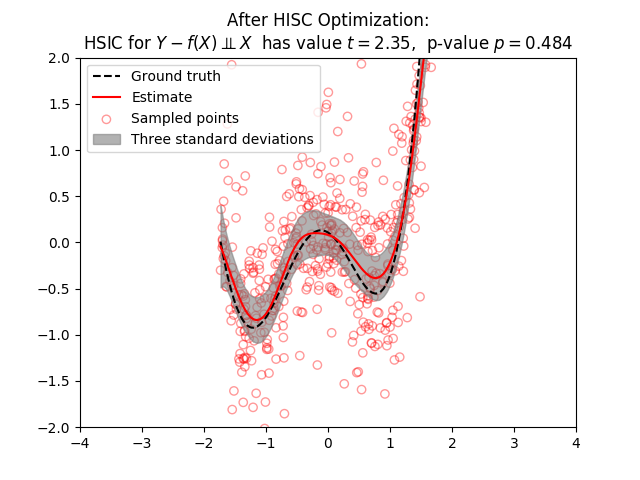 After HISC Optimization:
HSIC for Y − f(X) ⫫ X has value t = 2.35, p-value p = 0.484
Ground truth
Estimate
Sampled points
Three standard deviations
2.0
1.5
1.0
0.5
0.0
−0.5
−1.0
−1.5
−2.0
−4 −3 −2 −1 0 1 2 3 4